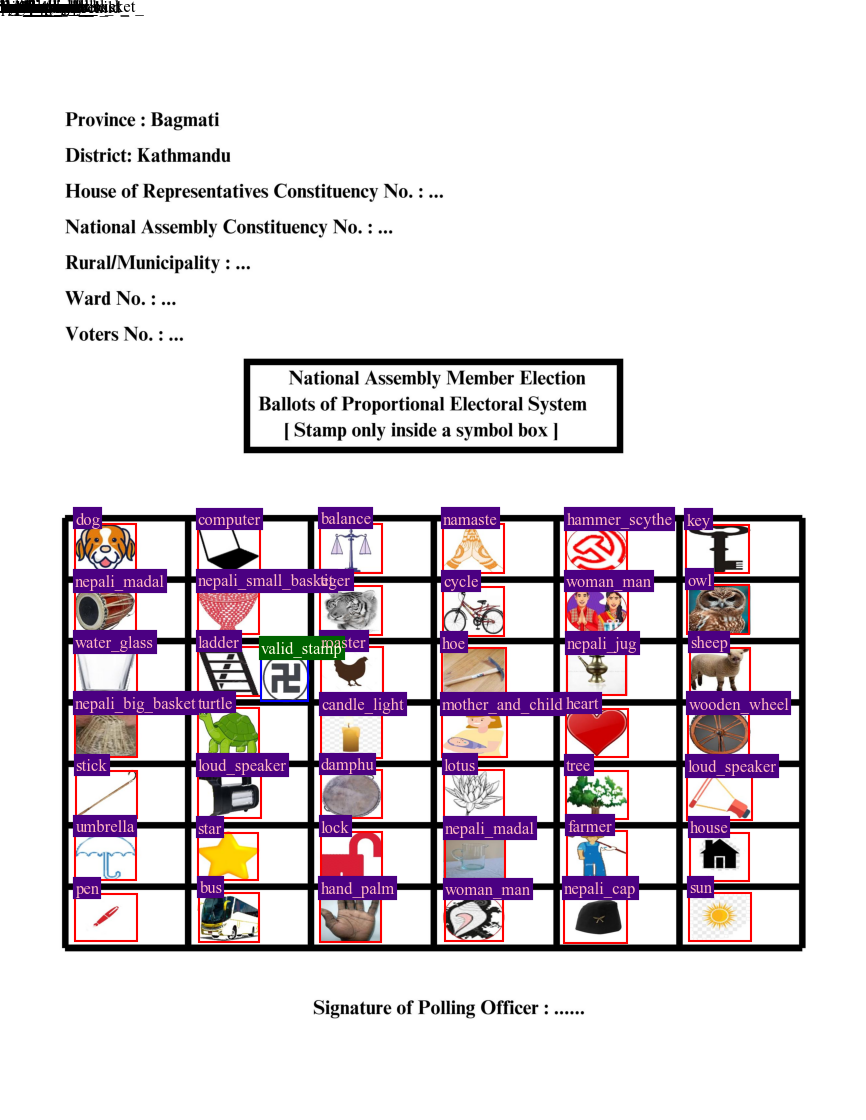 Province : Bagmati
District: Kathmandu
House of Representatives Constituency No. : ...
National Assembly Constituency No. : ...
Rural/Municipality : ...
Ward No. : ...
Voters No. : ...
National Assembly Member Election
Ballots of Proportional Electoral System
[ Stamp only inside a symbol box ]
dog computer balance namaste hammer_scythe key
nepali_madal nepali_small_basket cycle woman_man owl
water_glass ladder valid_stamp hoe nepali_jug sheep
nepali_big_basket turtle candle_light mother_and_child heart wooden_wheel
stick loud_speaker damphu lotus tree loud_speaker
umbrella star lock nepali_madal farmer house
pen bus hand_palm woman_man nepali_cap sun
Signature of Polling Officer : ......